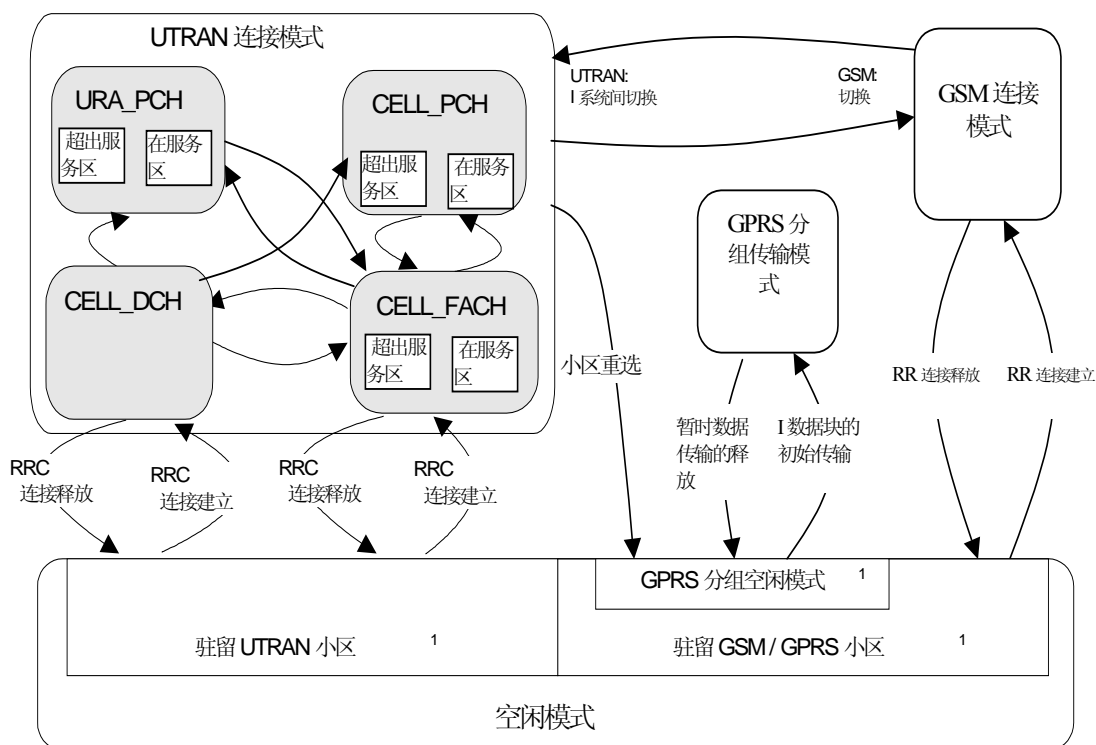 UTRAN 连接模式
URA_PCH
超出服
务区
在服务
区
CELL_PCH
超出服
务区
在服务
区
CELL_DCH
CELL_FACH
超出服
务区
在服务
区
UTRAN:
I 系统间切换
GSM:
切换
GSM 连接
模式
GPRS 分
组传输模
式
小区重选
RR 连接释放
RR 连接建立
暂时数据
传输的释
放
I 数据块的
初始传输
RRC
连接释放
RRC
连接建立
RRC
连接释放
RRC
连接建立
GPRS 分组空闲模式 1
驻留 UTRAN 小区 1
驻留 GSM / GPRS 小区 1
空闲模式